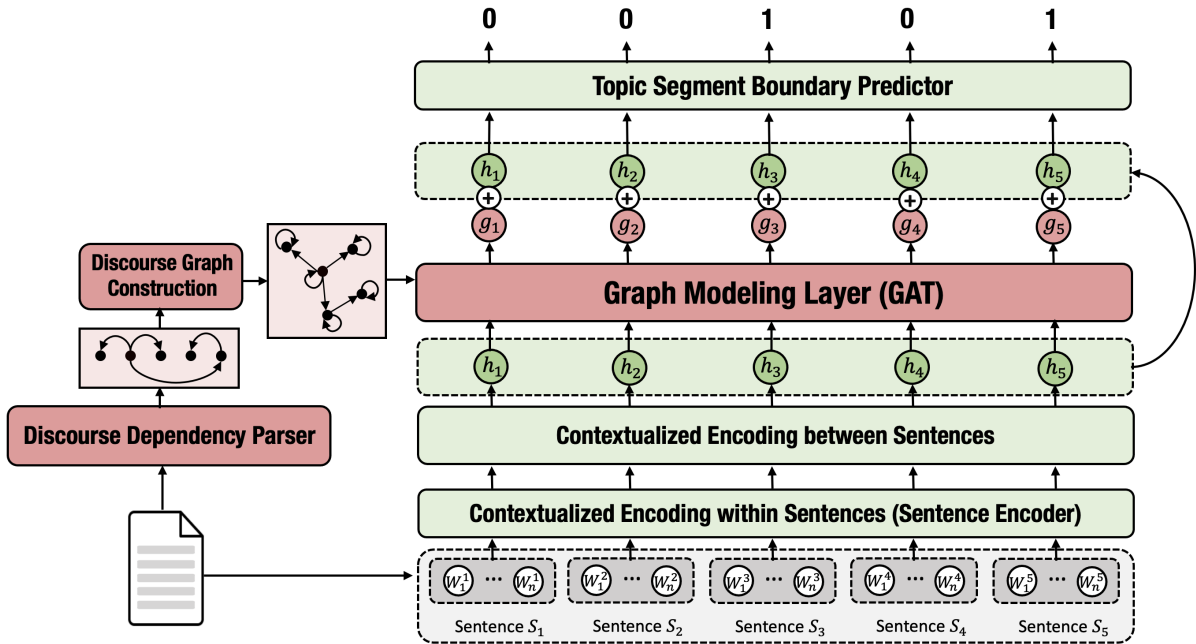 0 0 1 0 1
Topic Segment Boundary Predictor
h₁ h₂ h₃ h₄ h₅
+ + + + +
g₁ g₂ g₃ g₄ g₅
Discourse Graph
Construction
Graph Modeling Layer (GAT)
h₁ h₂ h₃ h₄ h₅
Discourse Dependency Parser
Contextualized Encoding between Sentences
Contextualized Encoding within Sentences (Sentence Encoder)
W₁¹ ... Wₙ¹ W₁² ... Wₙ² W₁³ ... Wₙ³ W₁⁴ ... Wₙ⁴ W₁⁵ ... Wₙ⁵
Sentence S₁ Sentence S₂ Sentence S₃ Sentence S₄ Sentence S₅